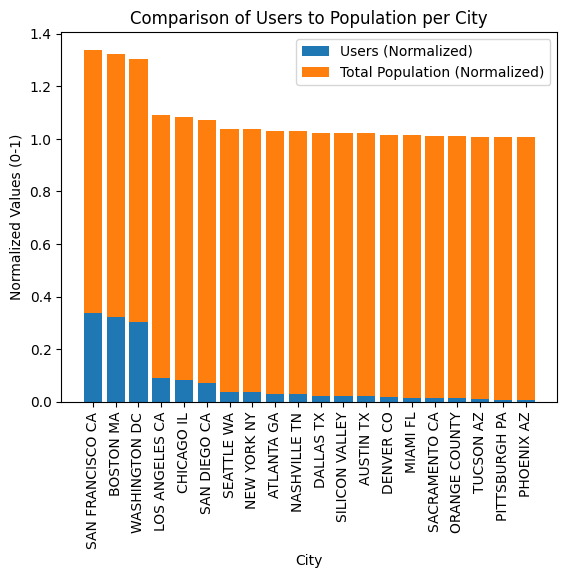 Comparison of Users to Population per City
Users (Normalized)
Total Population (Normalized)
Normalized Values (0-1)
1.4
1.2
1.0
0.8
0.6
0.4
0.2
0.0
SAN FRANCISCO CA
BOSTON MA
WASHINGTON DC
LOS ANGELES CA
CHICAGO IL
SAN DIEGO CA
SEATTLE WA
NEW YORK NY
ATLANTA GA
NASHVILLE TN
DALLAS TX
SILICON VALLEY
AUSTIN TX
DENVER CO
MIAMI FL
SACRAMENTO CA
ORANGE COUNTY
TUCSON AZ
PITTSBURGH PA
PHOENIX AZ
City